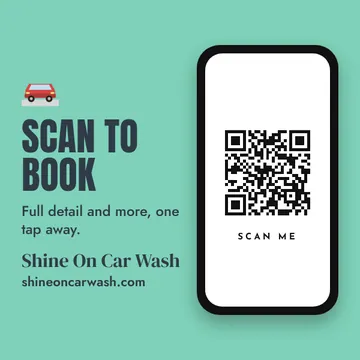 SCAN TO
BOOK
Full detail and more, one
tap away.
Shine On Car Wash
shineoncarwash.com
SCAN ME